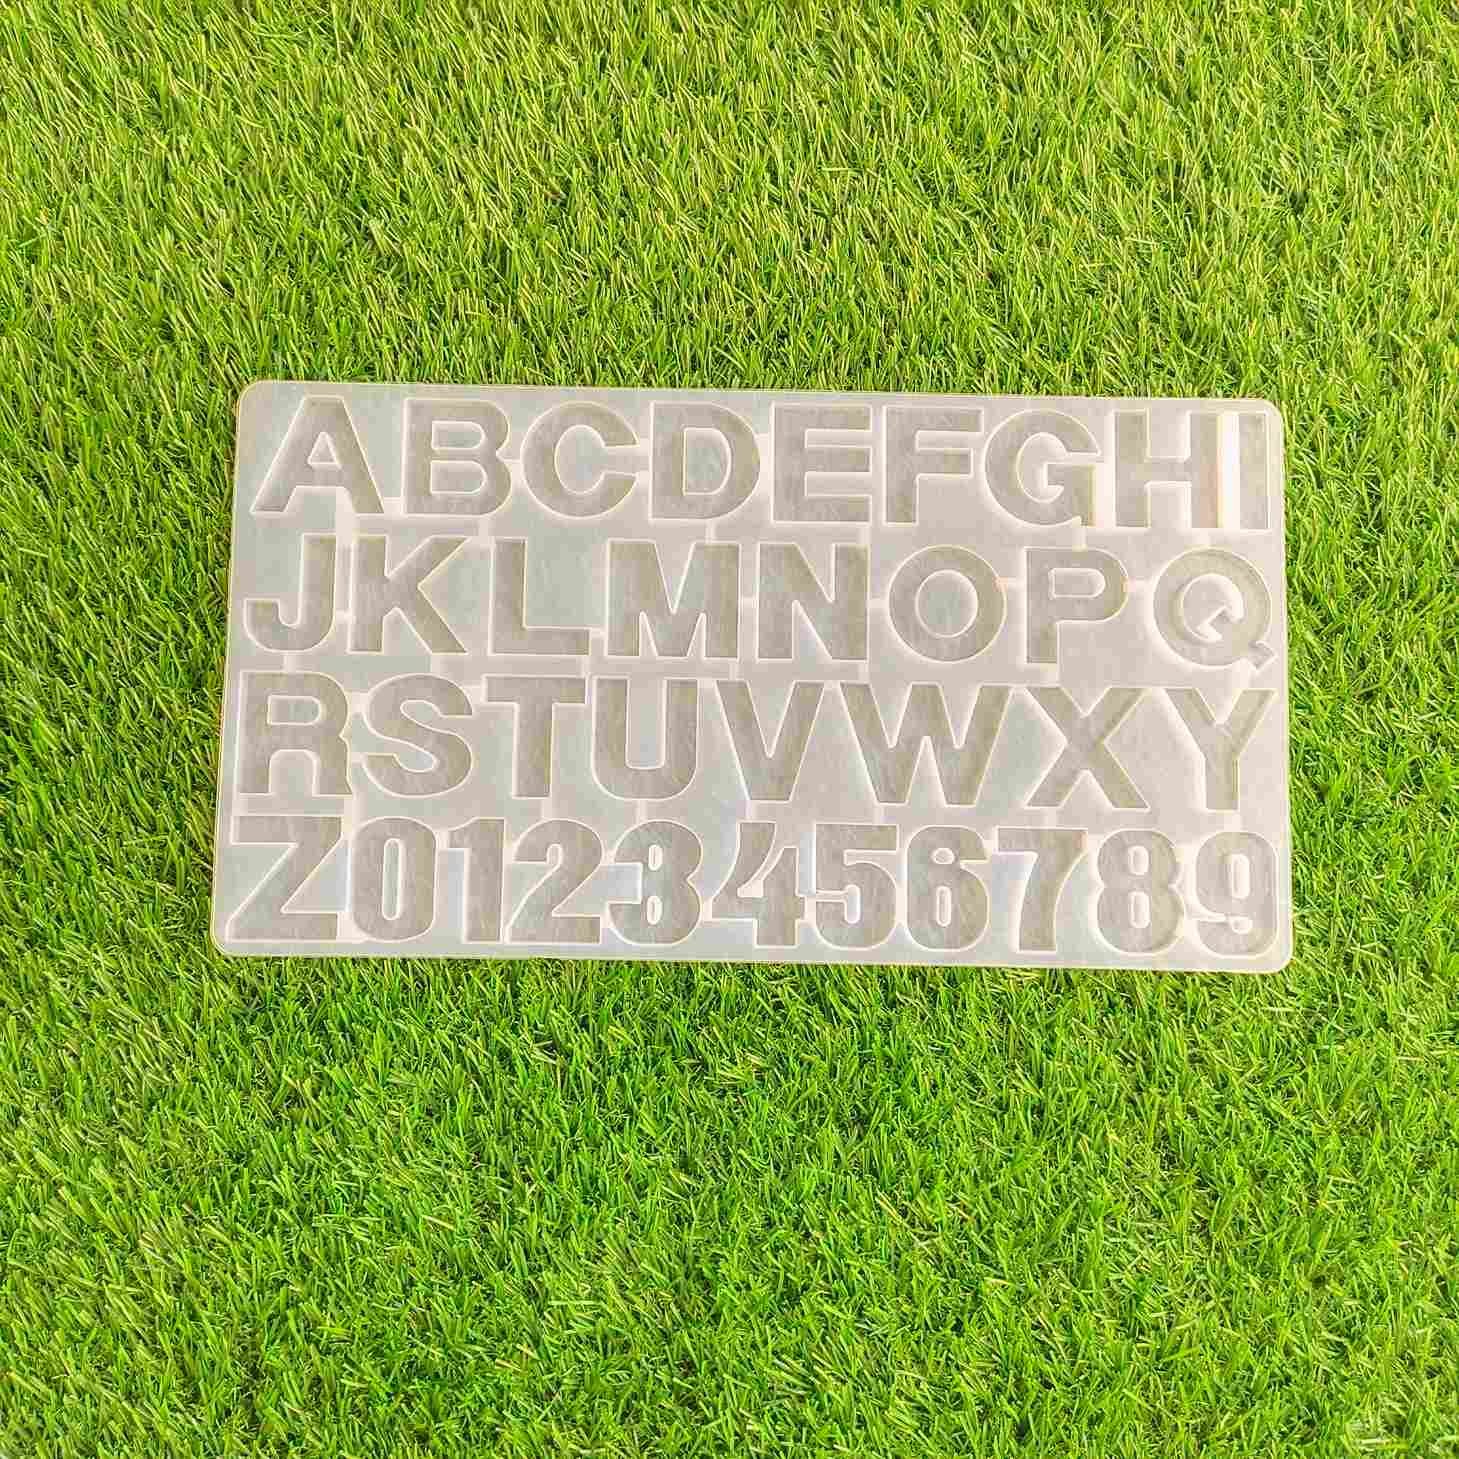 ABCDEFGHI
JKLMNOPQ
RSTUVWXY
Z0123456789